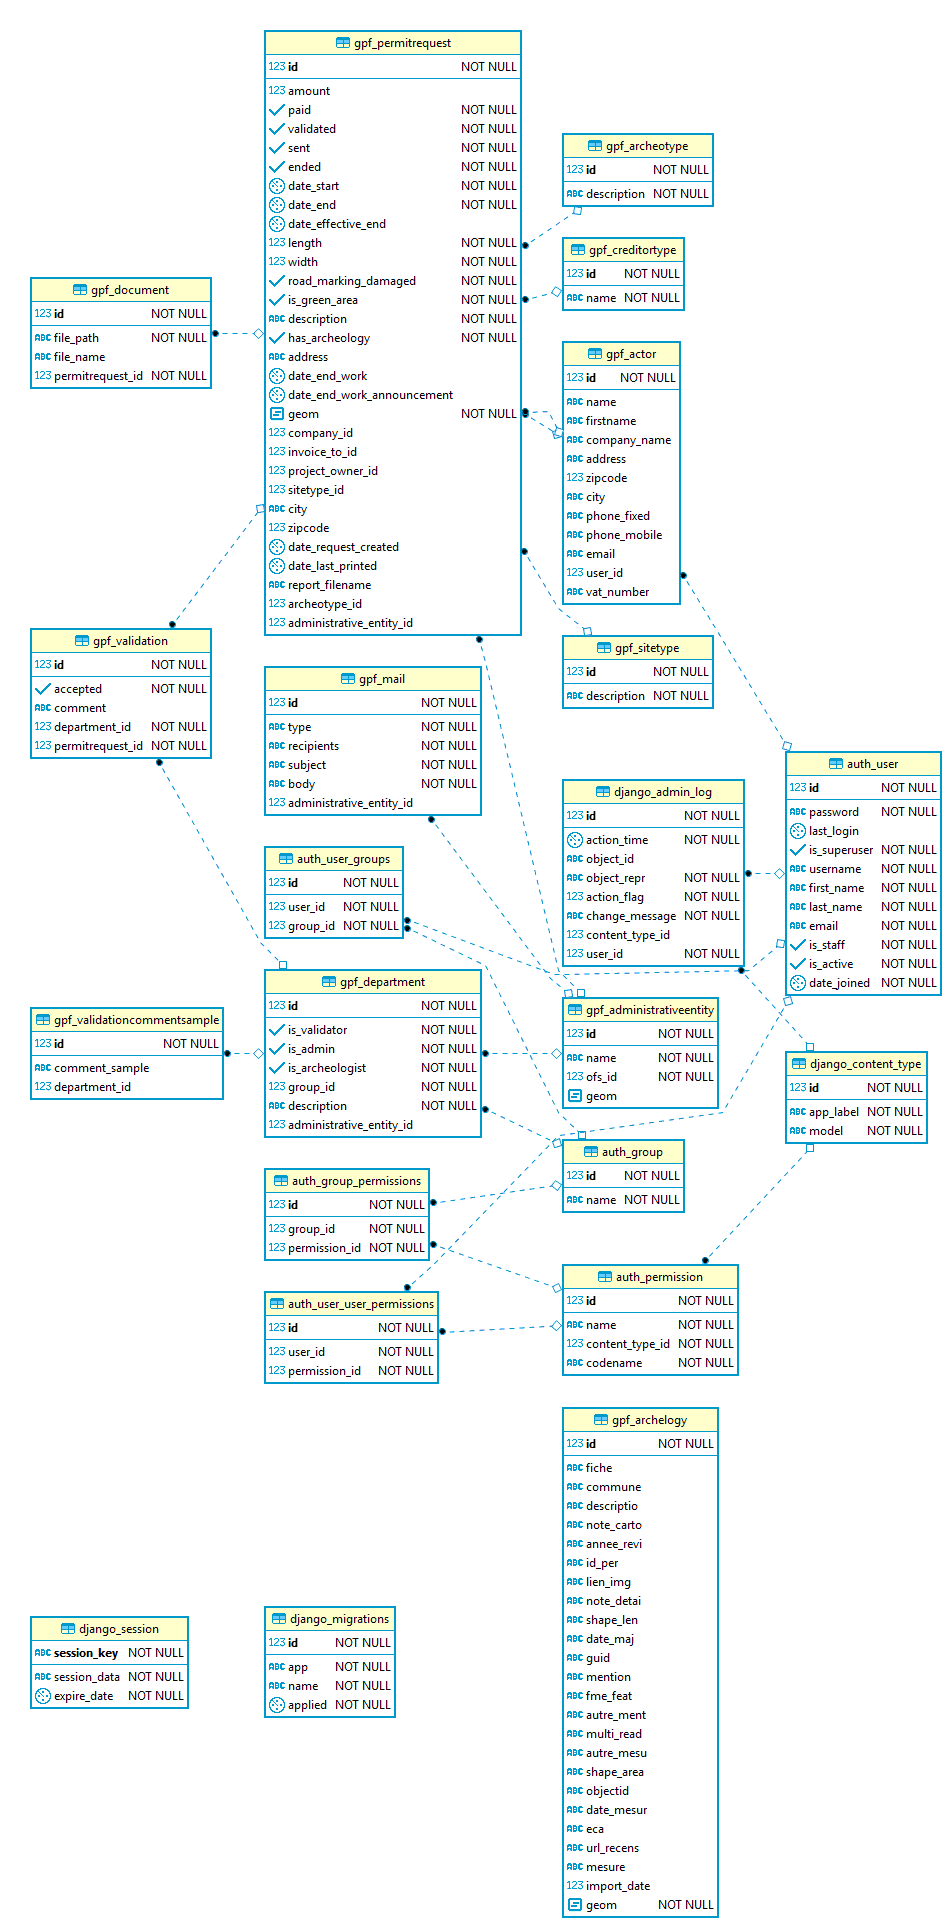 gpf_permitrequest
123 id NOT NULL
123 amount
paid NOT NULL
validated NOT NULL
sent NOT NULL
ended NOT NULL
date_start NOT NULL
date_end NOT NULL
date_effective_end
123 length NOT NULL
123 width NOT NULL
road_marking_damaged NOT NULL
is_green_area NOT NULL
ABC description NOT NULL
has_archeology NOT NULL
ABC address
date_end_work
date_end_work_announcement
geom NOT NULL
123 company_id
123 invoice_to_id
123 project_owner_id
123 sitetype_id
ABC city
123 zipcode
date_request_created
date_last_printed
ABC report_filename
123 archeotype_id
123 administrative_entity_id
gpf_archeotype
123 id NOT NULL
ABC description NOT NULL
gpf_creditortype
123 id NOT NULL
ABC name NOT NULL
gpf_document
123 id NOT NULL
ABC file_path NOT NULL
ABC file_name
123 permitrequest_id NOT NULL
gpf_actor
123 id NOT NULL
ABC name
ABC firstname
ABC company_name
ABC address
123 zipcode
ABC city
ABC phone_fixed
ABC phone_mobile
ABC email
123 user_id
ABC vat_number
gpf_validation
123 id NOT NULL
accepted NOT NULL
ABC comment
123 department_id NOT NULL
123 permitrequest_id NOT NULL
gpf_sitetype
123 id NOT NULL
ABC description NOT NULL
gpf_mail
123 id NOT NULL
ABC type NOT NULL
ABC recipients NOT NULL
ABC subject NOT NULL
ABC body NOT NULL
123 administrative_entity_id
auth_user
123 id NOT NULL
ABC password NOT NULL
last_login
is_superuser NOT NULL
ABC username NOT NULL
ABC first_name NOT NULL
ABC last_name NOT NULL
ABC email NOT NULL
is_staff NOT NULL
is_active NOT NULL
date_joined NOT NULL
django_admin_log
123 id NOT NULL
action_time NOT NULL
ABC object_id
ABC object_repr NOT NULL
123 action_flag NOT NULL
ABC change_message NOT NULL
123 content_type_id
123 user_id NOT NULL
auth_user_groups
123 id NOT NULL
123 user_id NOT NULL
123 group_id NOT NULL
gpf_department
123 id NOT NULL
is_validator NOT NULL
is_admin NOT NULL
is_archeologist NOT NULL
123 group_id NOT NULL
ABC description NOT NULL
123 administrative_entity_id
gpf_validationcommentsample
123 id NOT NULL
ABC comment_sample
123 department_id
gpf_administrativeentity
123 id NOT NULL
ABC name NOT NULL
123 ofs_id NOT NULL
geom
django_content_type
123 id NOT NULL
ABC app_label NOT NULL
ABC model NOT NULL
auth_group
123 id NOT NULL
ABC name NOT NULL
auth_group_permissions
123 id NOT NULL
123 group_id NOT NULL
123 permission_id NOT NULL
auth_permission
123 id NOT NULL
ABC name NOT NULL
123 content_type_id NOT NULL
ABC codename NOT NULL
auth_user_user_permissions
123 id NOT NULL
123 user_id NOT NULL
123 permission_id NOT NULL
gpf_archelogy
123 id NOT NULL
ABC fiche
ABC commune
ABC descriptio
ABC note_carto
ABC annee_revi
ABC id_per
ABC lien_img
ABC note_detai
ABC shape_len
ABC date_maj
ABC guid
ABC mention
ABC fme_feat
ABC autre_ment
ABC multi_read
ABC autre_mesu
ABC shape_area
ABC objectid
ABC date_mesur
ABC eca
ABC url_recens
ABC mesure
123 import_date
geom NOT NULL
django_session
ABC session_key NOT NULL
ABC session_data NOT NULL
expire_date NOT NULL
django_migrations
123 id NOT NULL
ABC app NOT NULL
ABC name NOT NULL
applied NOT NULL